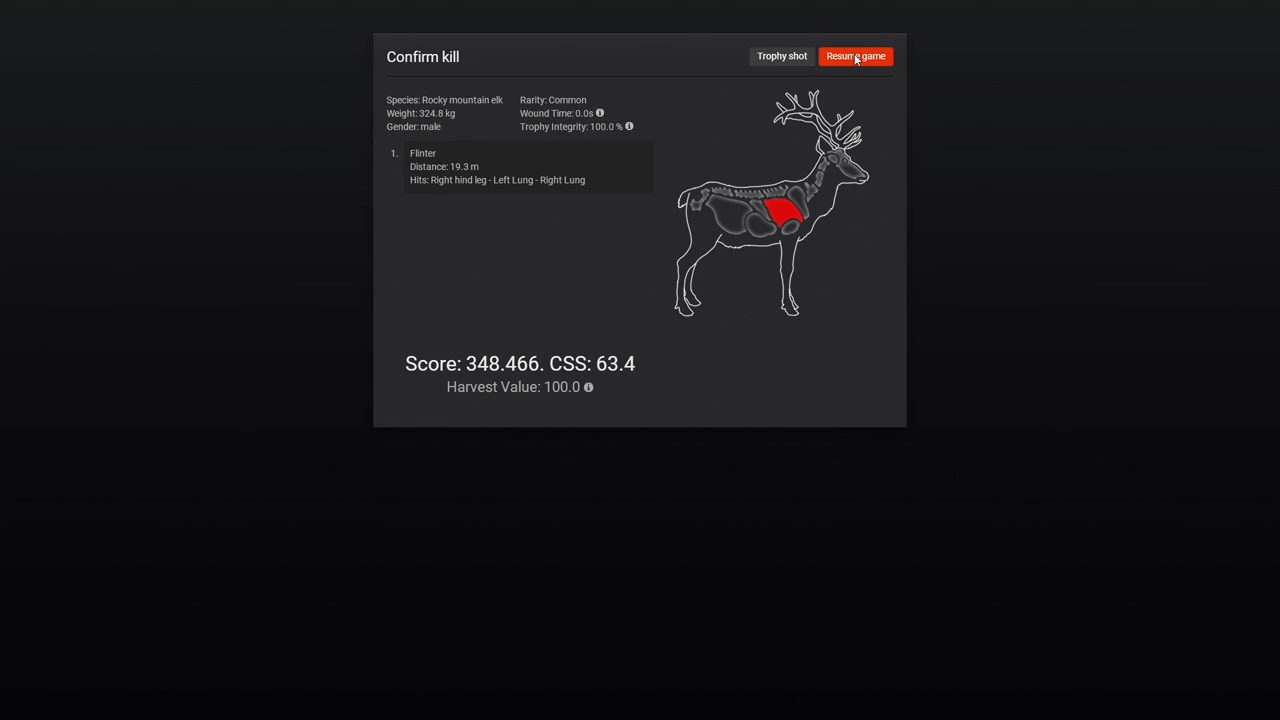 Confirm kill
Trophy shot
Resume game
Species: Rocky mountain elk
Rarity: Common
Weight: 324.8 kg
Wound Time: 0.0s
Gender: male
Trophy Integrity: 100.0 %
1. Flinter
Distance: 19.3 m
Hits: Right hind leg - Left Lung - Right Lung
Score: 348.466. CSS: 63.4
Harvest Value: 100.0